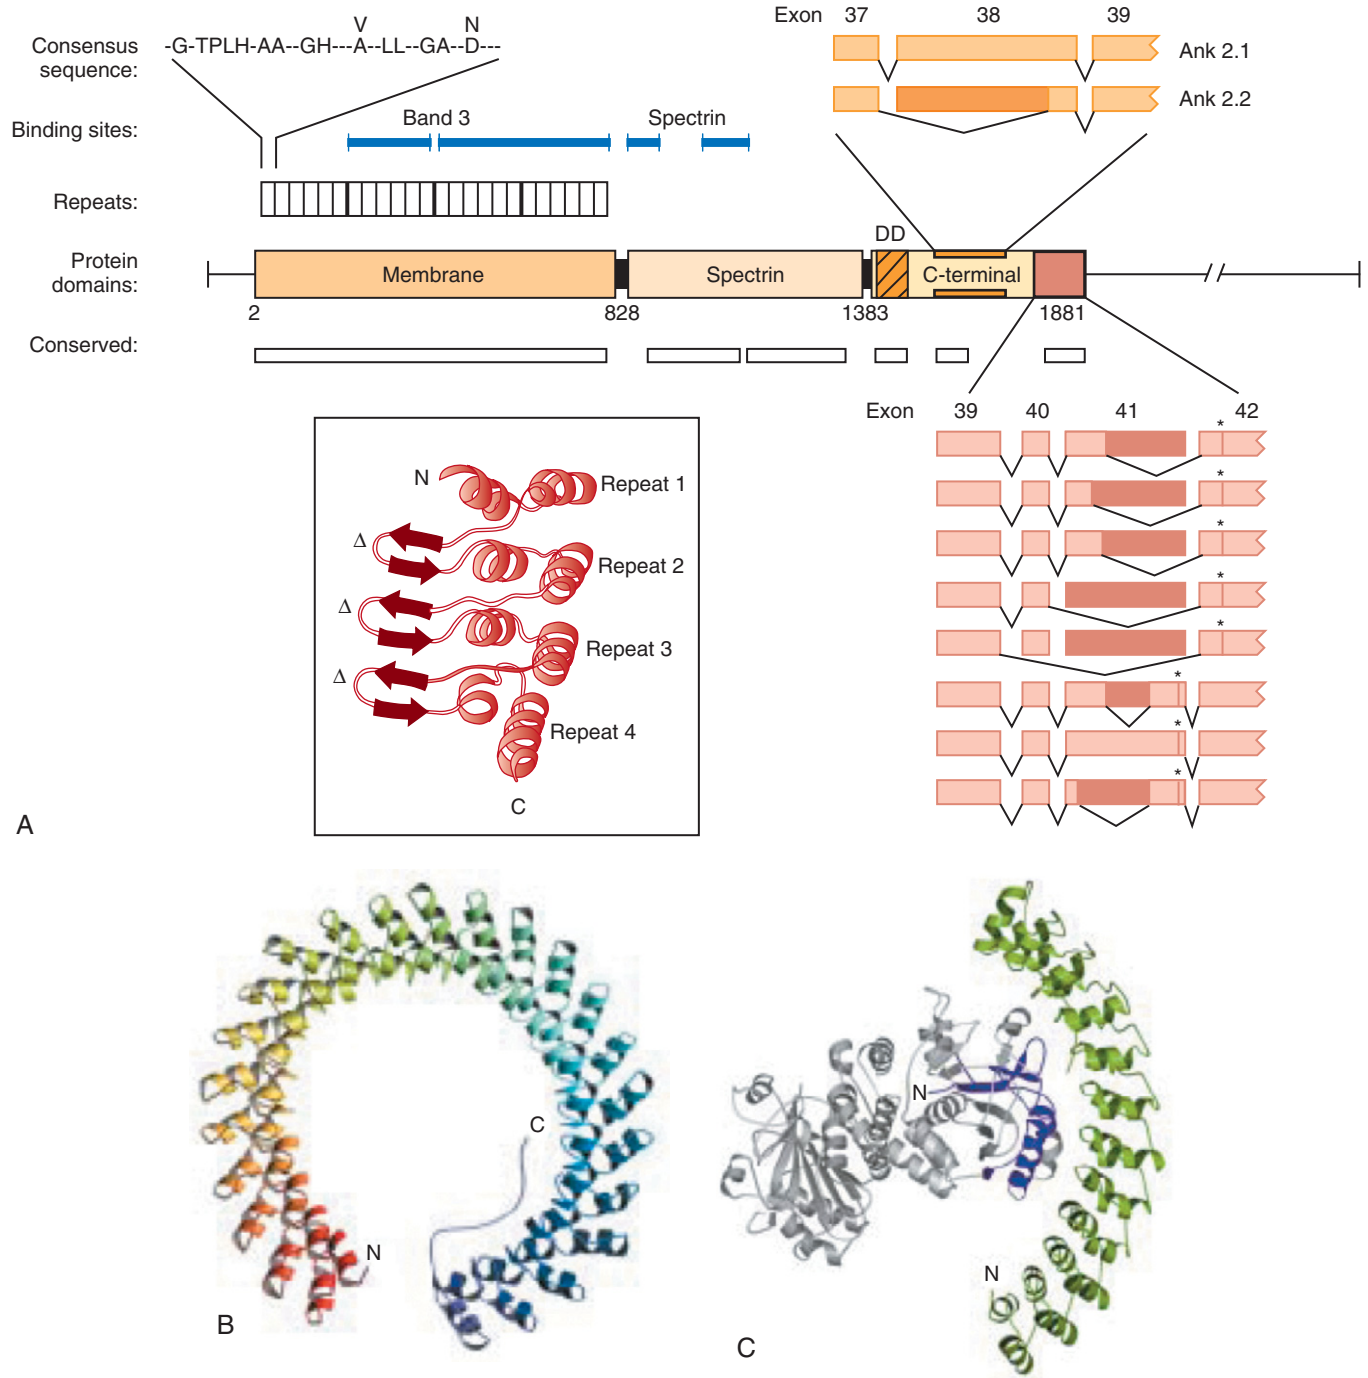 Consensus
sequence:
V N
-G-TPLH-AA--GH---A--LL--GA--D---
Binding sites:
Band 3
Spectrin
Repeats:
Protein
domains:
Membrane
Spectrin
DD
C-terminal
2
828
1383
1881
Conserved:
Exon 37 38 39
Ank 2.1
Ank 2.2
Exon 39 40 41 42
*
*
*
*
*
*
*
*
N
Repeat 1
Δ
Repeat 2
Δ
Repeat 3
Δ
Repeat 4
C
A
C
N
B
N
N
C